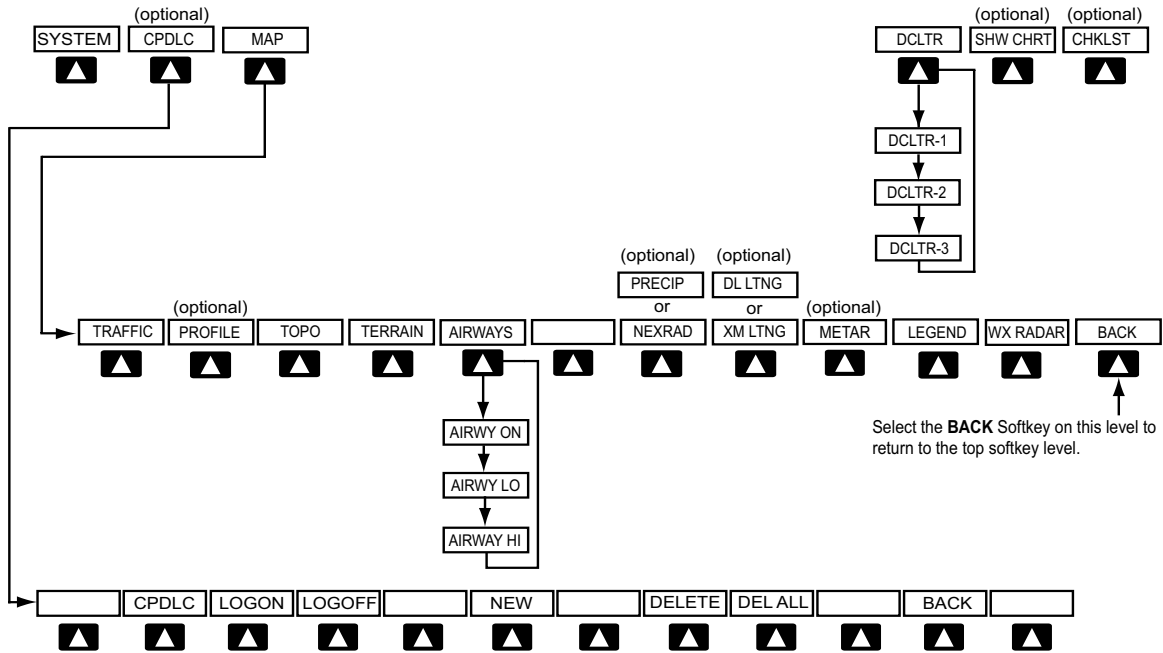 (optional)
(optional)
(optional)
SYSTEM
CPDLC
MAP
DCLTR
SHW CHRT
CHKLST
DCLTR-1
DCLTR-2
DCLTR-3
(optional)
(optional)
PRECIP
DL LTNG
(optional)
or
or
(optional)
TRAFFIC
PROFILE
TOPO
TERRAIN
AIRWAYS
NEXRAD
XM LTNG
METAR
LEGEND
WX RADAR
BACK
AIRWY ON
AIRWY LO
AIRWAY HI
Select the BACK Softkey on this level to
return to the top softkey level.
CPDLC
LOGON
LOGOFF
NEW
DELETE
DEL ALL
BACK